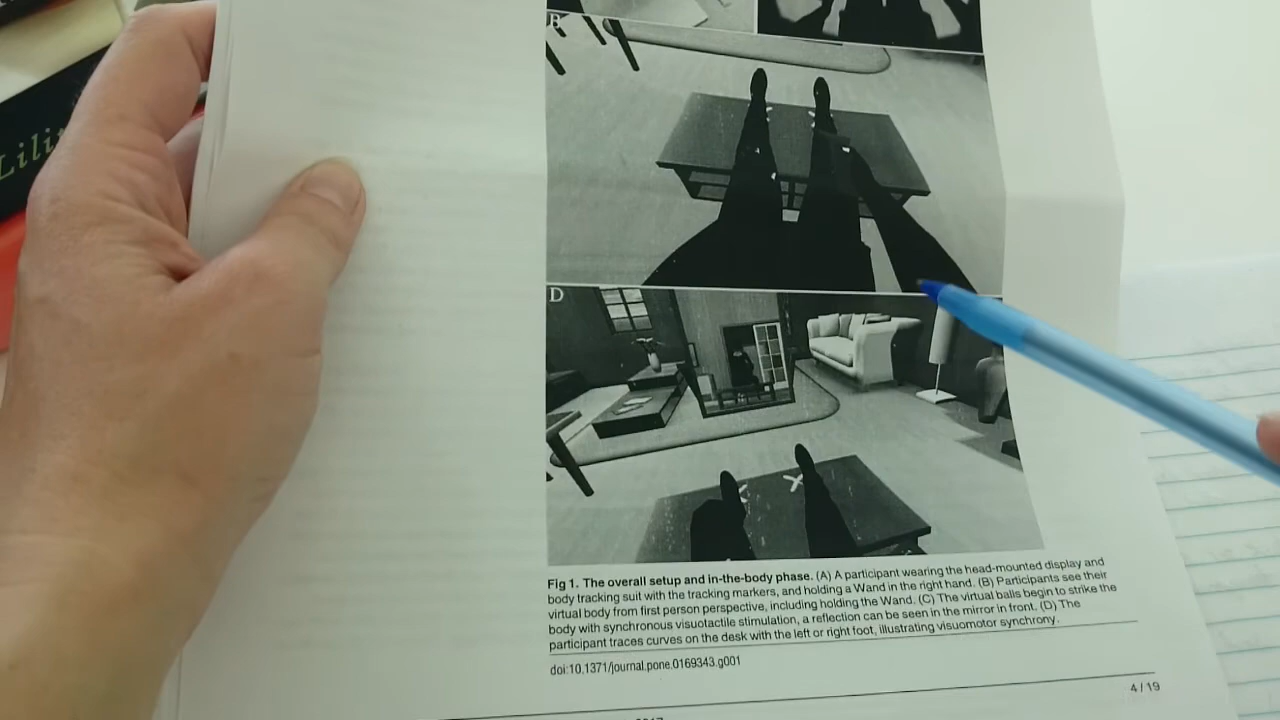 Lili
B
D
Fig 1. The overall setup and in-the-body phase. (A) A participant wearing the head-mounted display and
body tracking suit with the tracking markers, and holding a Wand in the right hand. (B) Participants see their
virtual body from first person perspective, including holding the Wand. (C) The virtual balls begin to strike the
body with synchronous visuotactile stimulation, a reflection can be seen in the mirror in front. (D) The
participant traces curves on the desk with the left or right foot, illustrating visuomotor synchrony.
doi:10.1371/journal.pone.0169343.g001
4 / 19